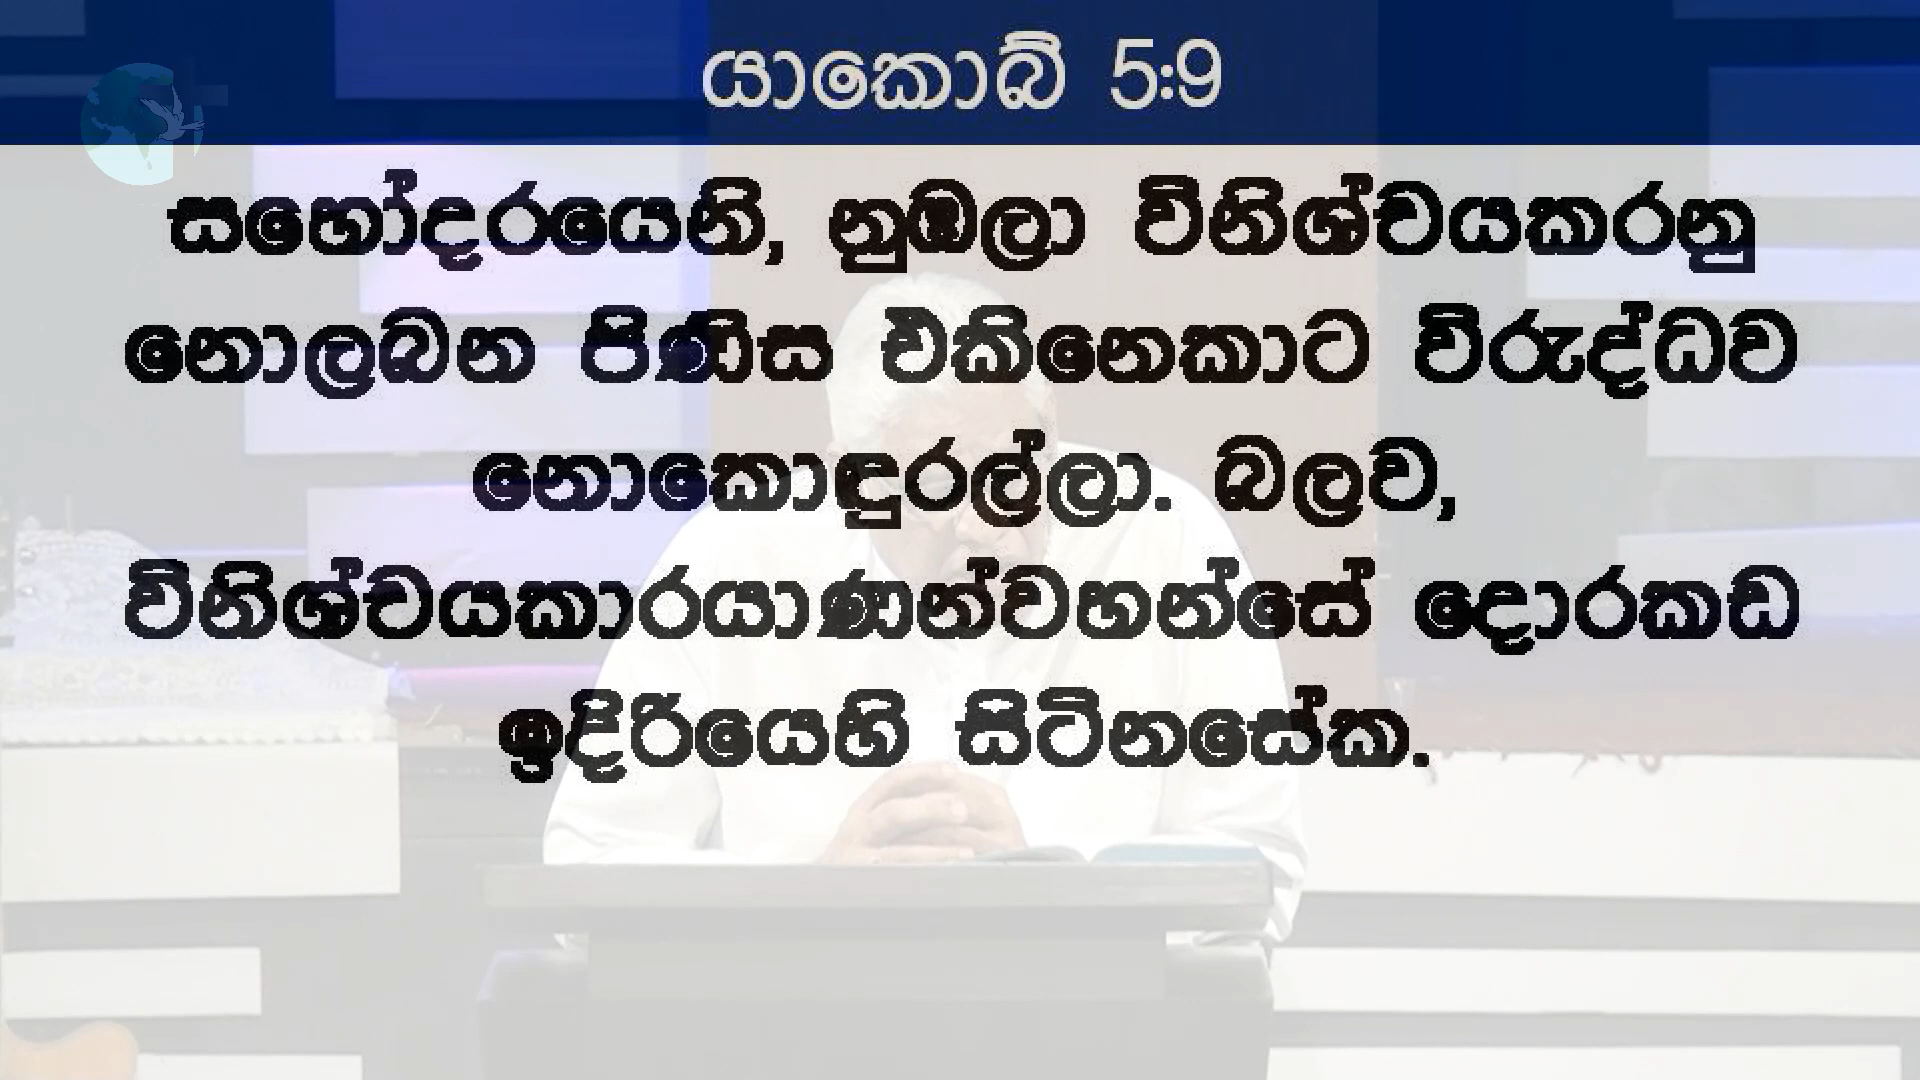 යාකොබ් 5:9
සහෝදරයෙනි, නුඹලා විනිශ්චයකරනු
නොලබන පිණිස එකිනෙකාට විරුද්ධව
නොකොඳුරල්ලා. බලව,
විනිශ්චයකාරයාණන්වහන්සේ දොරකඩ
ඉදිරියෙහි සිටිනසේක.